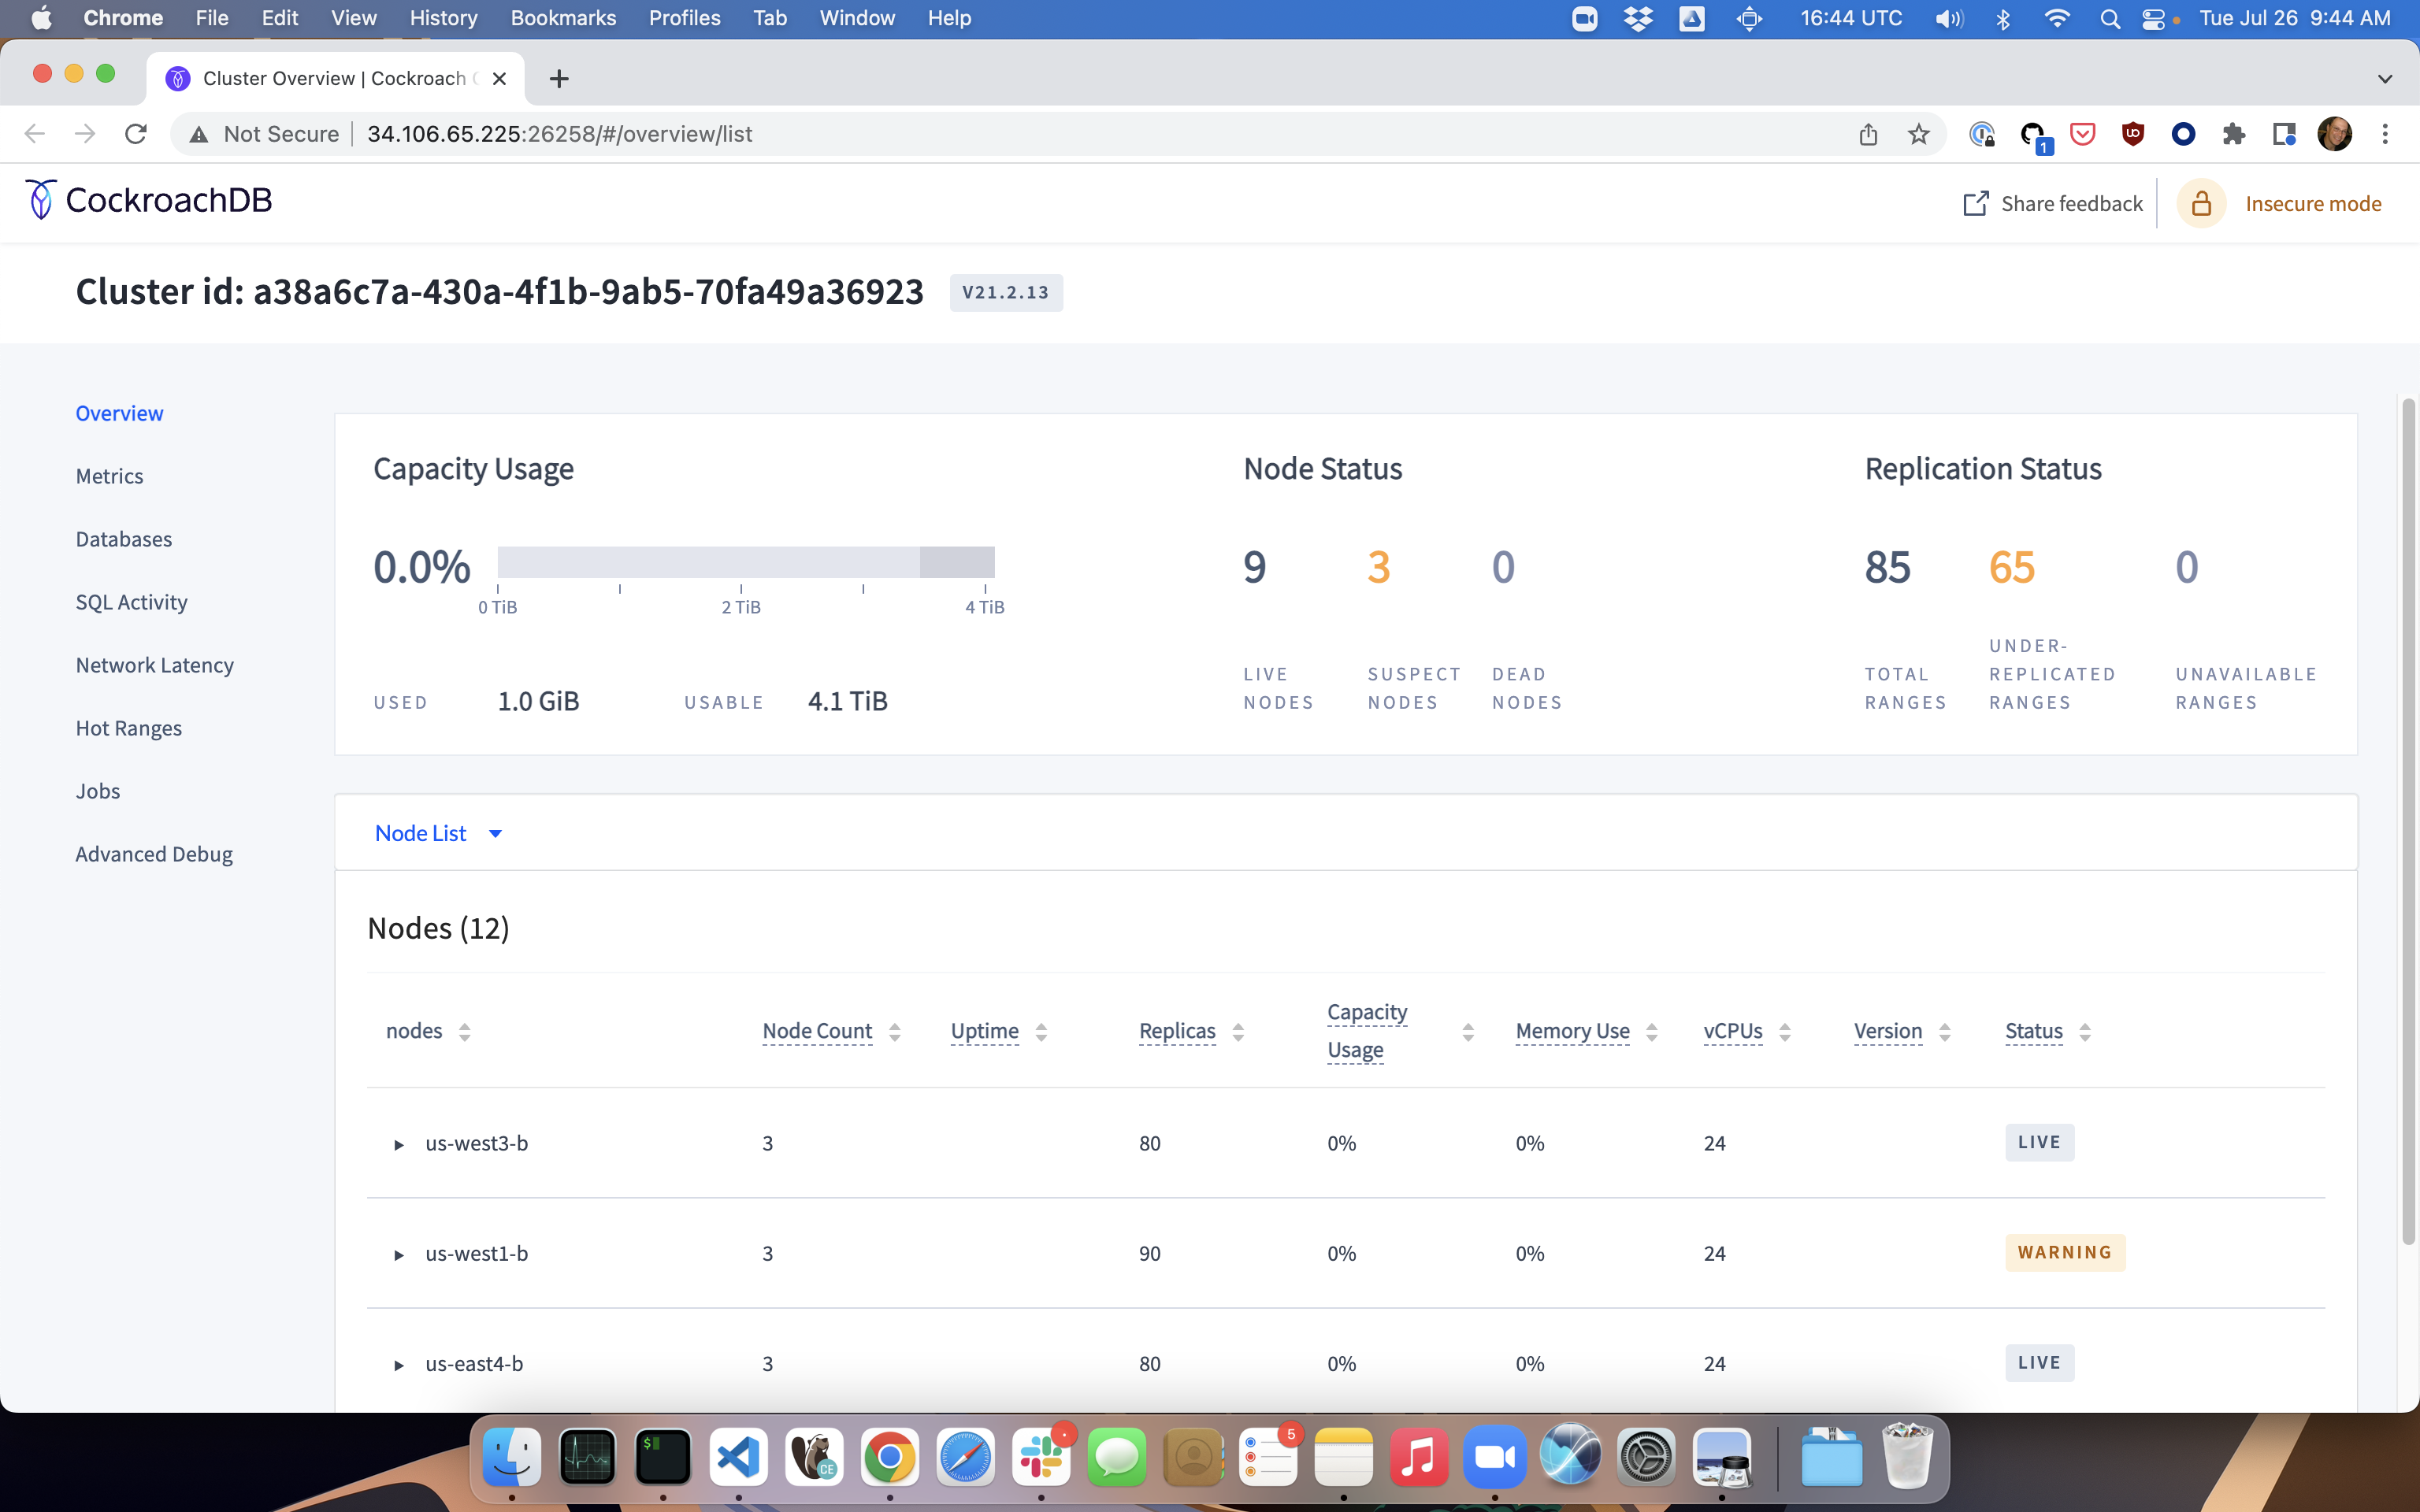 Chrome File Edit View History Bookmarks Profiles Tab Window Help 16:44 UTC Tue Jul 26 9:44 AM
Cluster Overview | Cockroach
Not Secure 34.106.65.225:26258/#/overview/list 1
CockroachDB Share feedback Insecure mode
Cluster id: a38a6c7a-430a-4f1b-9ab5-70fa49a36923 V21.2.13
Overview
Metrics
Databases
SQL Activity
Network Latency
Hot Ranges
Jobs
Advanced Debug
Capacity Usage
0.0%
0 TiB 2 TiB 4 TiB
USED 1.0 GiB USABLE 4.1 TiB
Node Status
9 3 0
LIVE NODES
SUSPECT NODES
DEAD NODES
Replication Status
85 65 0
TOTAL RANGES
UNDER-REPLICATED RANGES
UNAVAILABLE RANGES
Node List
Nodes (12)
nodes Node Count Uptime Replicas Capacity Usage Memory Use vCPUs Version Status
us-west3-b 3 80 0% 0% 24 LIVE
us-west1-b 3 90 0% 0% 24 WARNING
us-east4-b 3 80 0% 0% 24 LIVE
$
CE
5